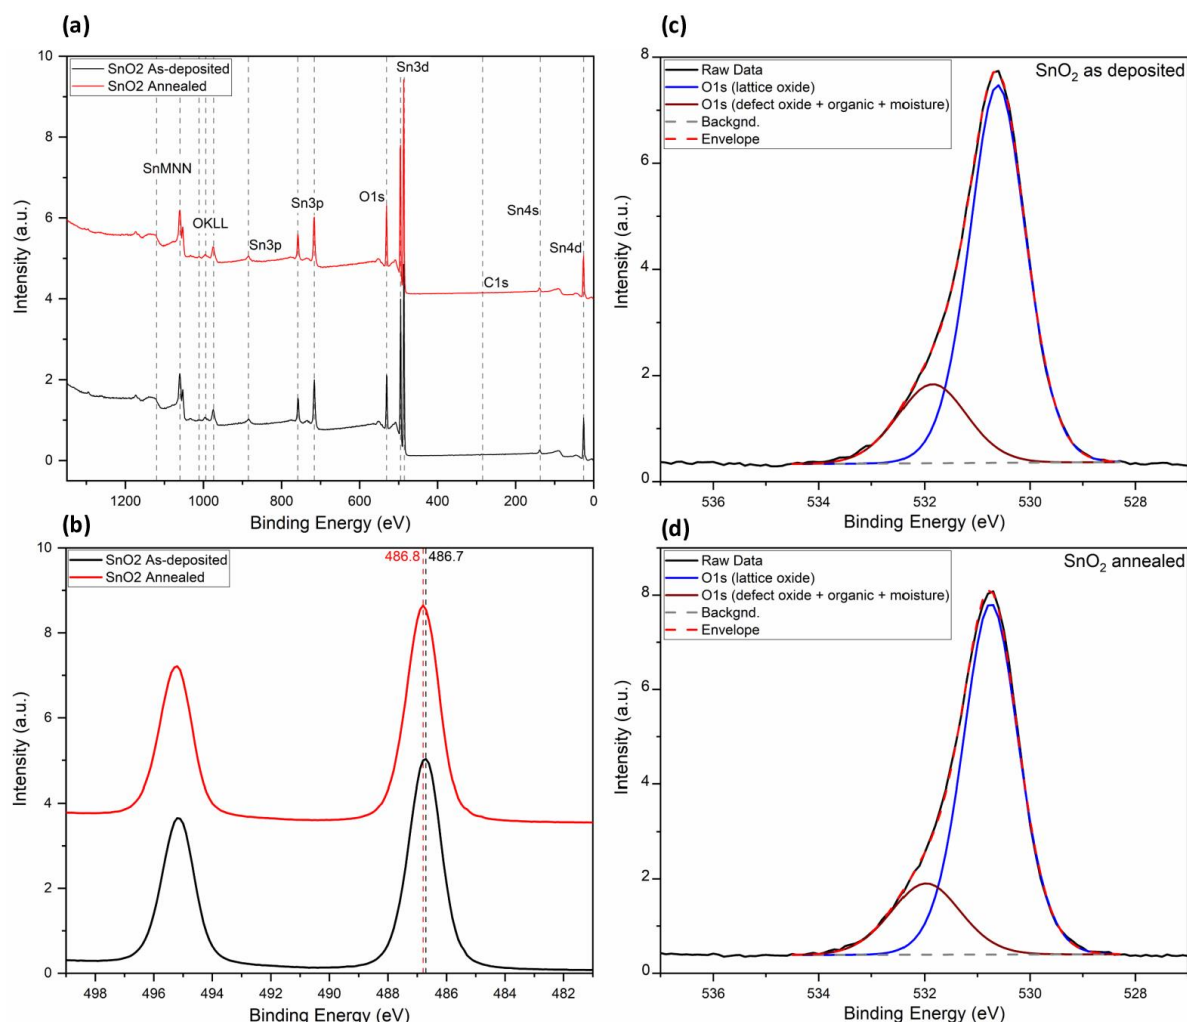 (a)
10
8
6
4
2
0
Intensity (a.u.)
SnO2 As-deposited
SnO2 Annealed
SnMNN
OKLL
Sn3p
Sn3p
O1s
Sn3d
C1s
Sn4s
Sn4d
1200 1000 800 600 400 200 0
Binding Energy (eV)
(b)
10
8
6
4
2
0
Intensity (a.u.)
SnO2 As-deposited
SnO2 Annealed
486.8 486.7
498 496 494 492 490 488 486 484 482
Binding Energy (eV)
(c)
8
6
4
2
0
Intensity (a.u.)
Raw Data
O1s (lattice oxide)
O1s (defect oxide + organic + moisture)
Backgnd.
Envelope
SnO₂ as deposited
536 534 532 530 528
Binding Energy (eV)
(d)
8
6
4
2
0
Intensity (a.u.)
Raw Data
O1s (lattice oxide)
O1s (defect oxide + organic + moisture)
Backgnd.
Envelope
SnO₂ annealed
536 534 532 530 528
Binding Energy (eV)